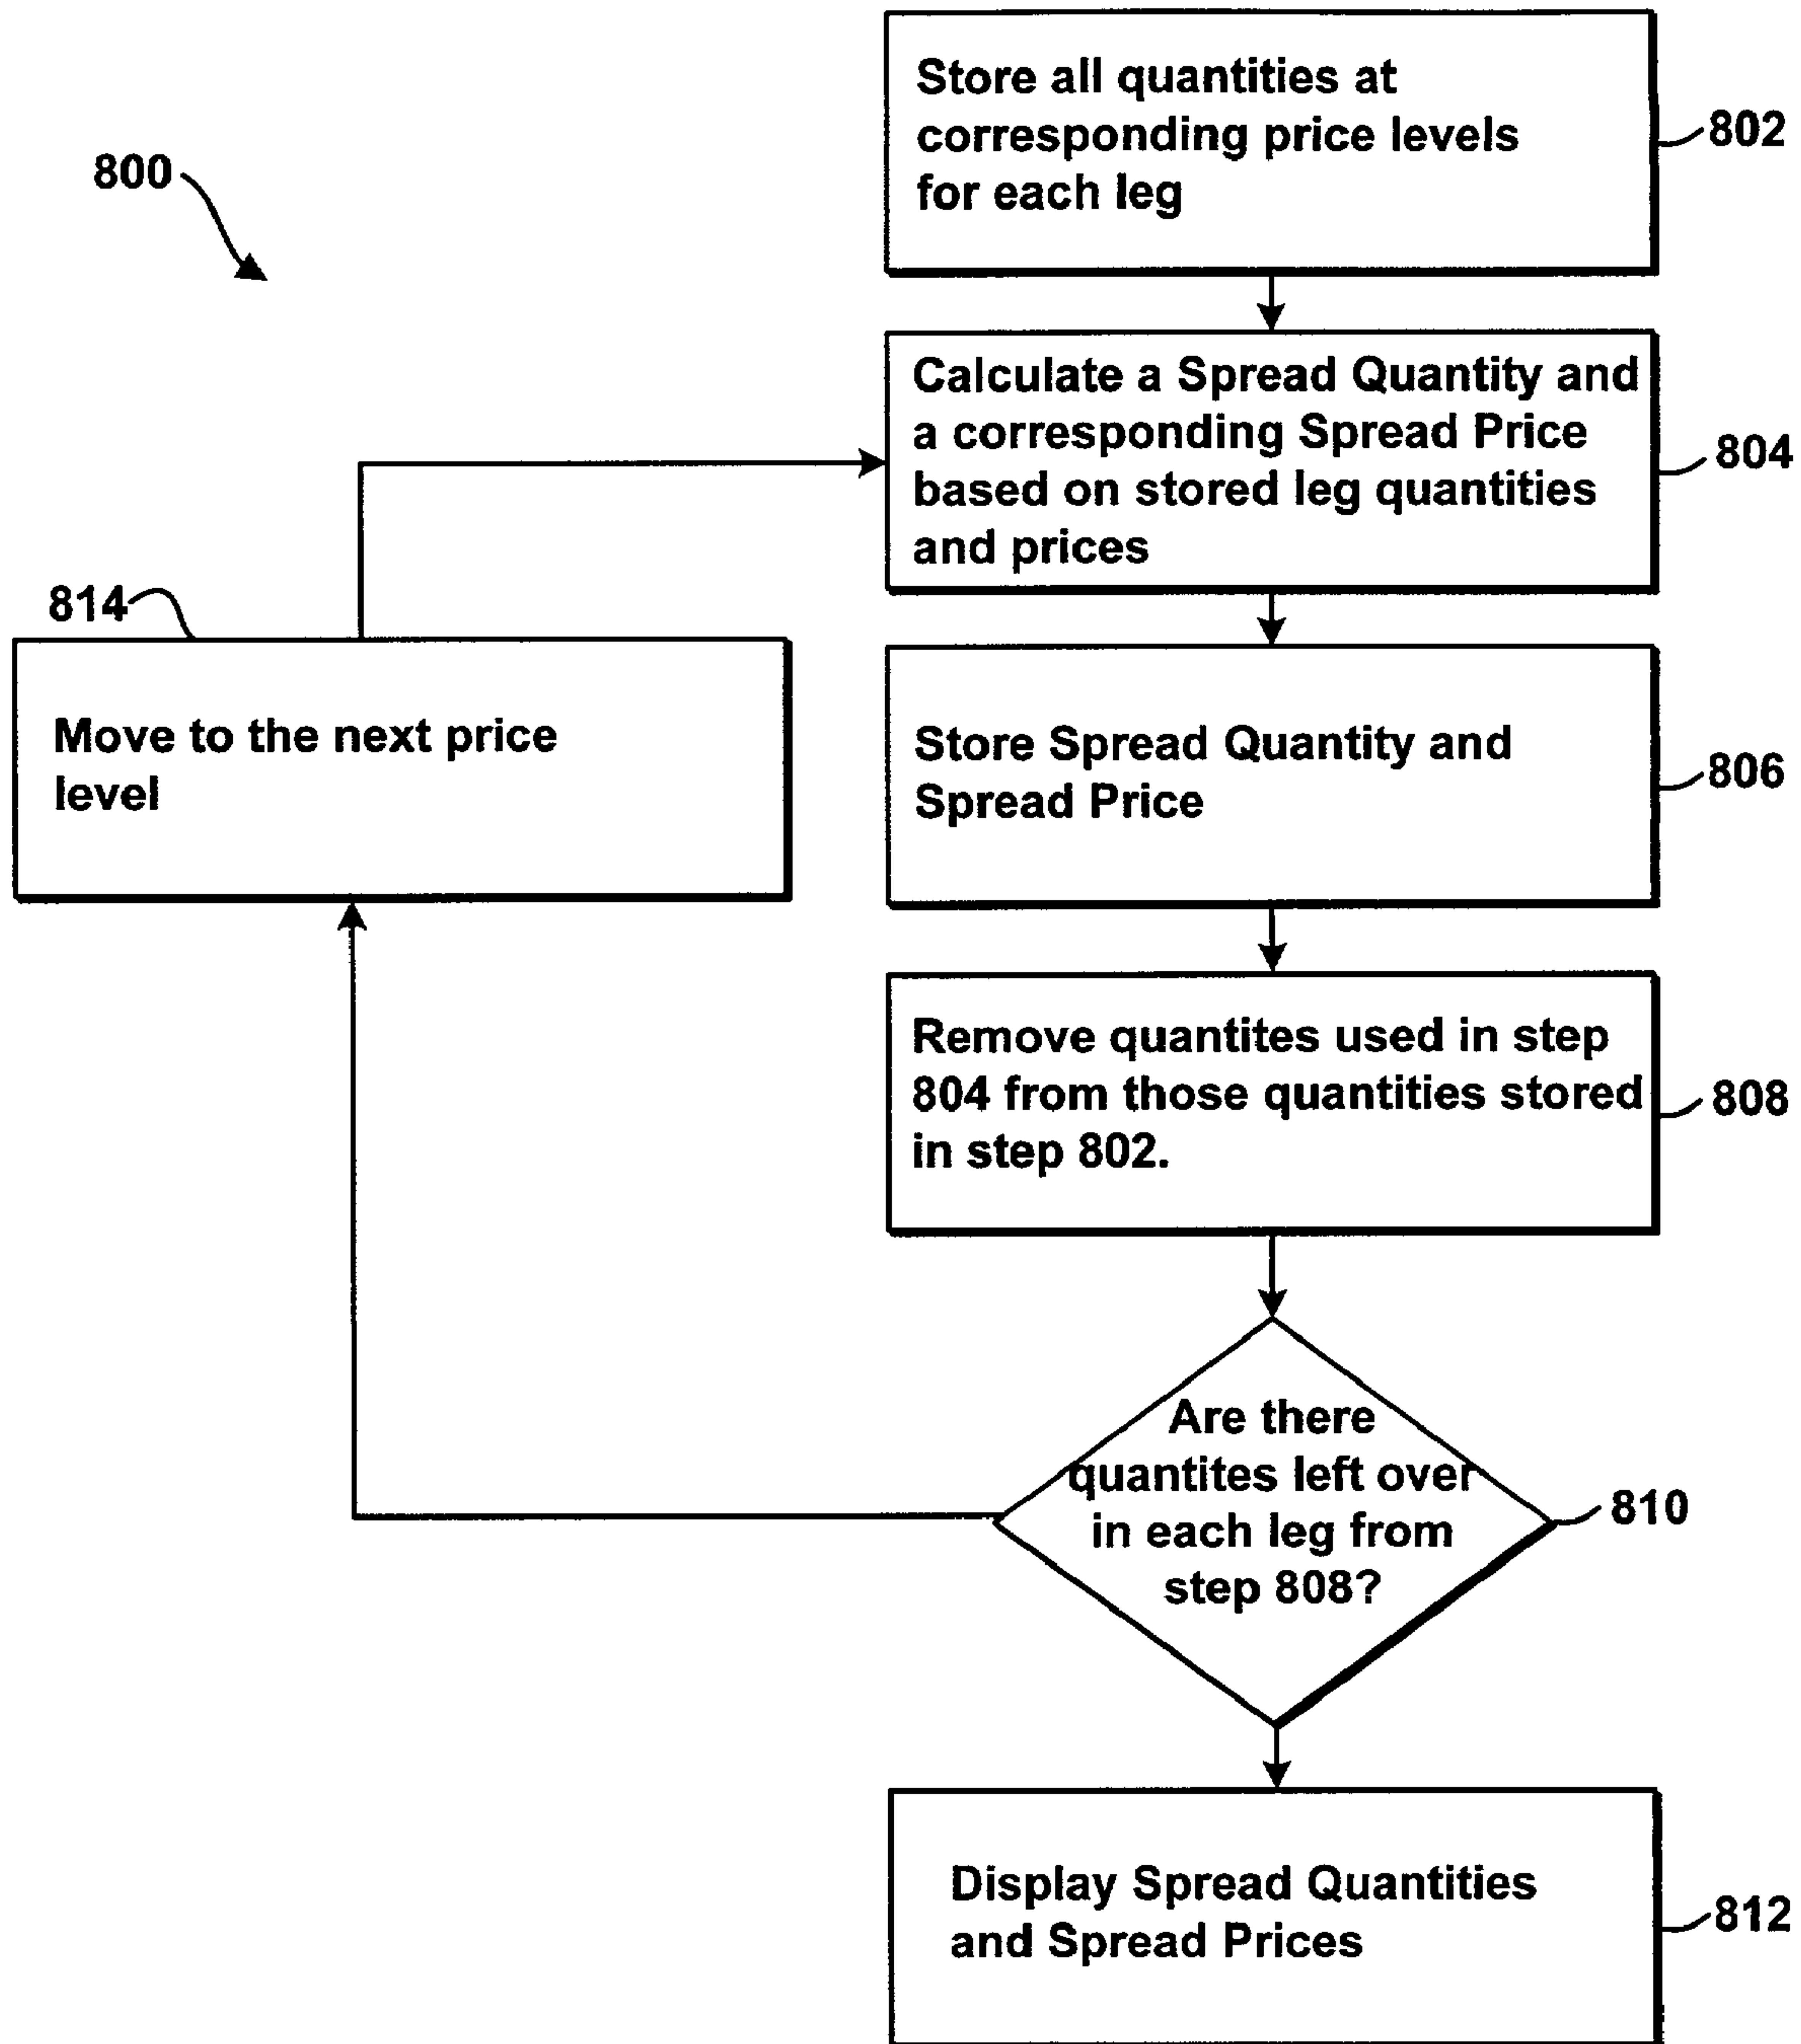 800
Store all quantities at
corresponding price levels
for each leg
802
Calculate a Spread Quantity and
a corresponding Spread Price
based on stored leg quantities
and prices
804
814
Move to the next price
level
Store Spread Quantity and
Spread Price
806
Remove quantites used in step
804 from those quantities stored
in step 802.
808
Are there
quantites left over
in each leg from
step 808?
810
Display Spread Quantities
and Spread Prices
812